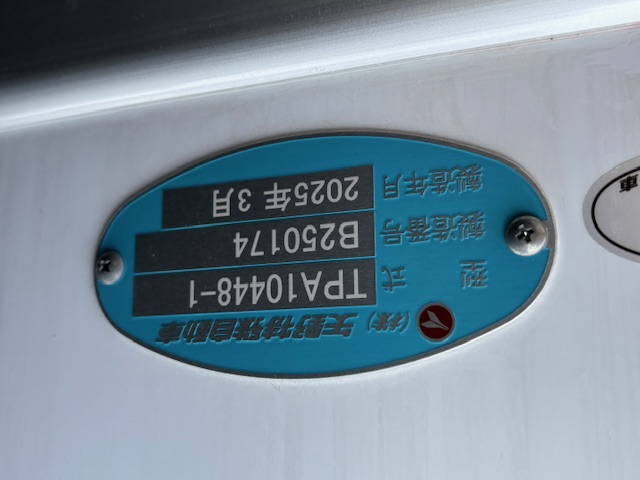 (株)矢野特殊自動車
型式 TPA10448-1
製造番号 B250174
製造年月 2025年 3月
車